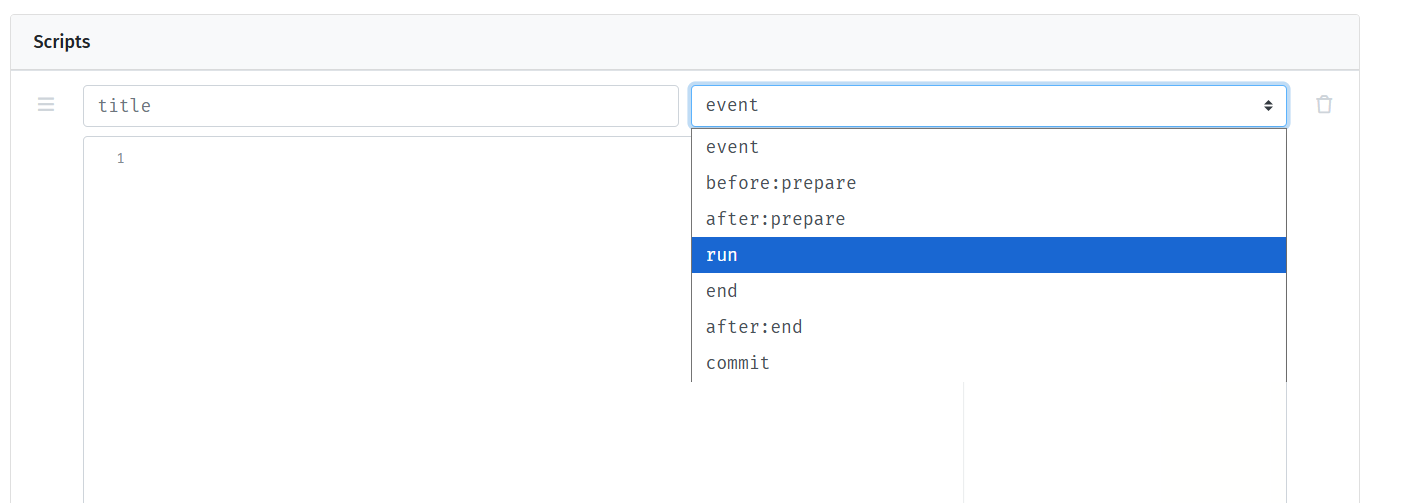 Scripts
title
event
1
event
before:prepare
after:prepare
run
end
after:end
commit